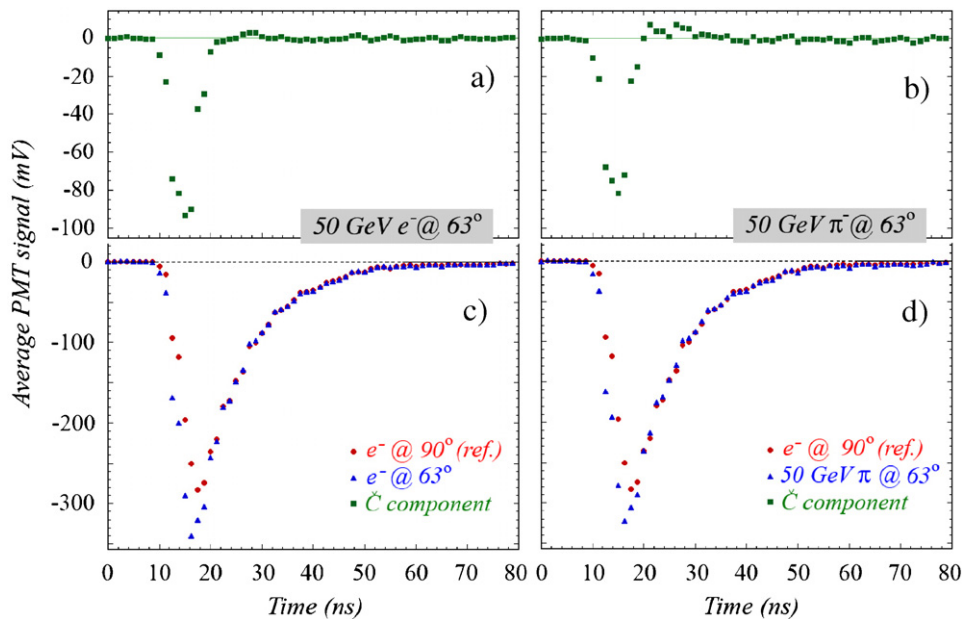 Average PMT signal (mV)
0
-20
-40
-60
-80
-100
a)
50 GeV e⁻@ 63°
b)
50 GeV π⁻@ 63°
0
-100
-200
-300
c)
e⁻ @ 90° (ref.)
e⁻ @ 63°
Č component
d)
e⁻ @ 90° (ref.)
50 GeV π @ 63°
Č component
0 10 20 30 40 50 60 70 80
0 10 20 30 40 50 60 70 80
Time (ns)
Time (ns)